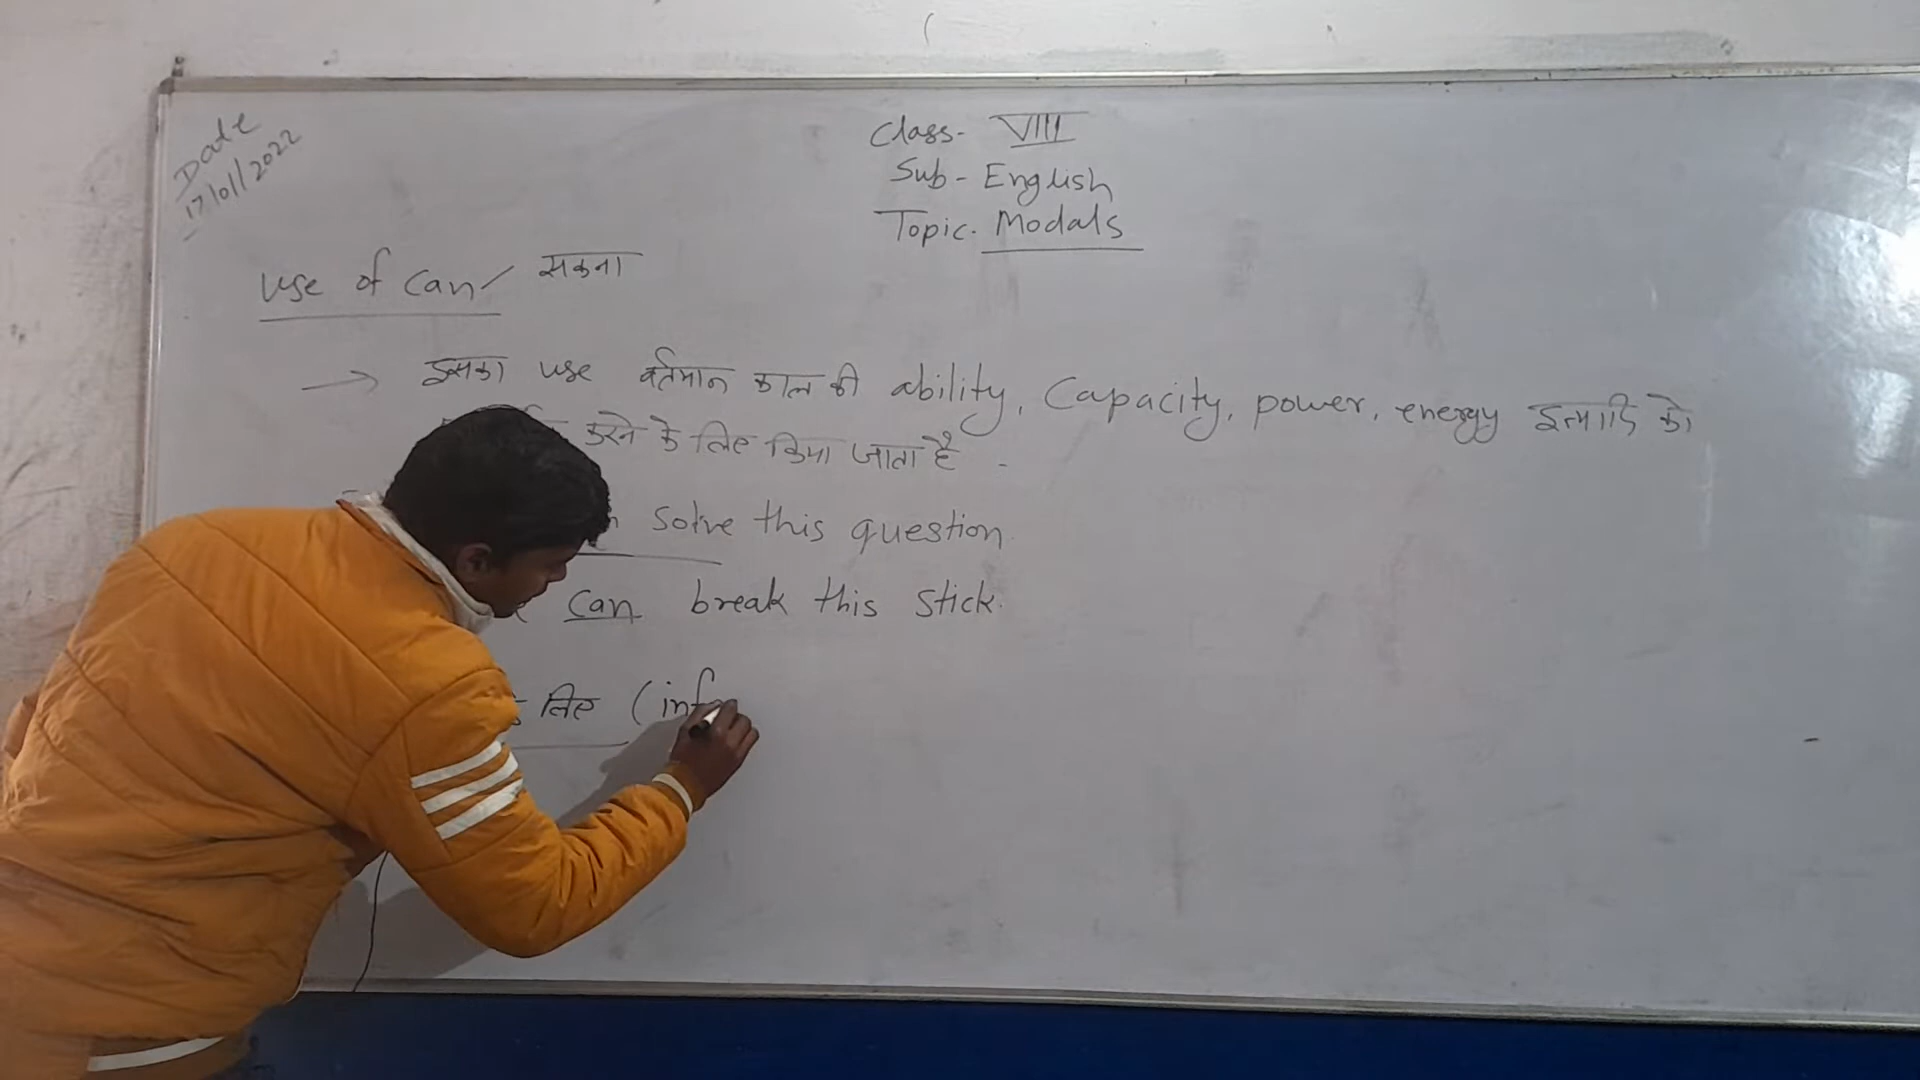 Date
17/01/2022
Class- VIII
Sub- English
Topic- Modals
use of can/ सकना
→ इसका use वर्तमान काल की ability, Capacity, power, energy इत्यादि को
करने के लिए किया जाता है -
solve this question.
can break this stick.
लिए (inf